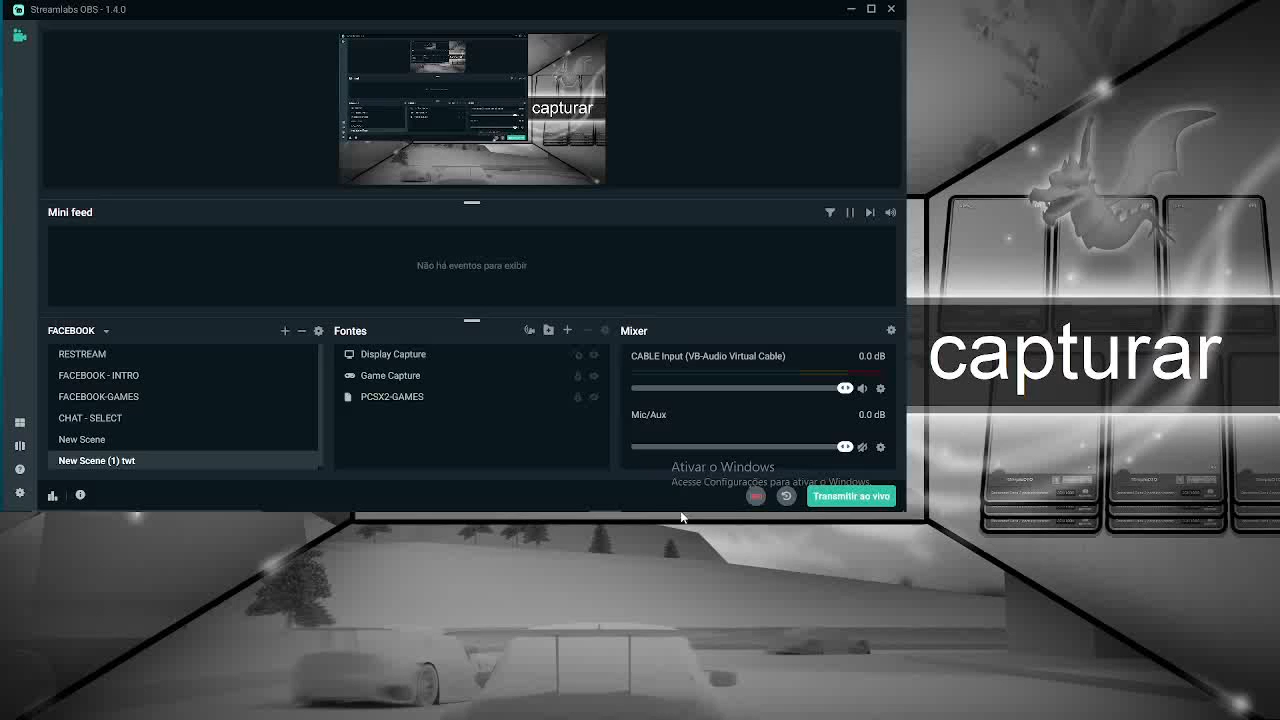 Streamlabs OBS - 1.4.0
capturar
Mini feed
Não há eventos para exibir
FACEBOOK
RESTREAM
FACEBOOK - INTRO
FACEBOOK-GAMES
CHAT - SELECT
New Scene
New Scene (1) twt
Fontes
Display Capture
Game Capture
PCSX2-GAMES
Mixer
CABLE Input (VB-Audio Virtual Cable) 0.0 dB
Mic/Aux 0.0 dB
Ativar o Windows
Acesse Configurações para ativar o Windows.
REC
Transmitir ao vivo
capturar